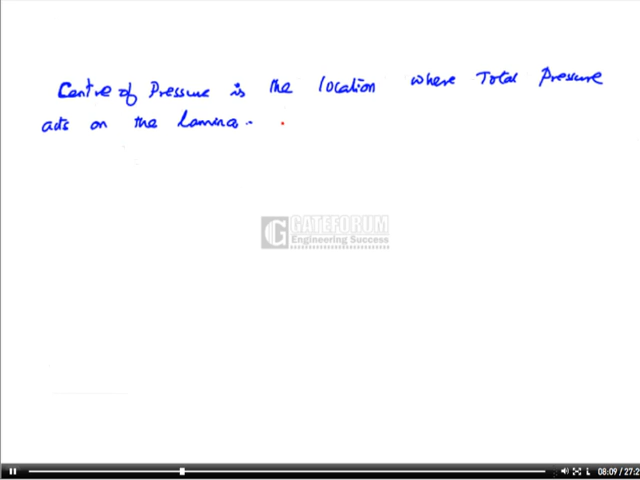 Centre of Pressure is the location where Total Pressure
acts on the lamina.
GATEFORUM
Engineering Success
08:09 / 27:2